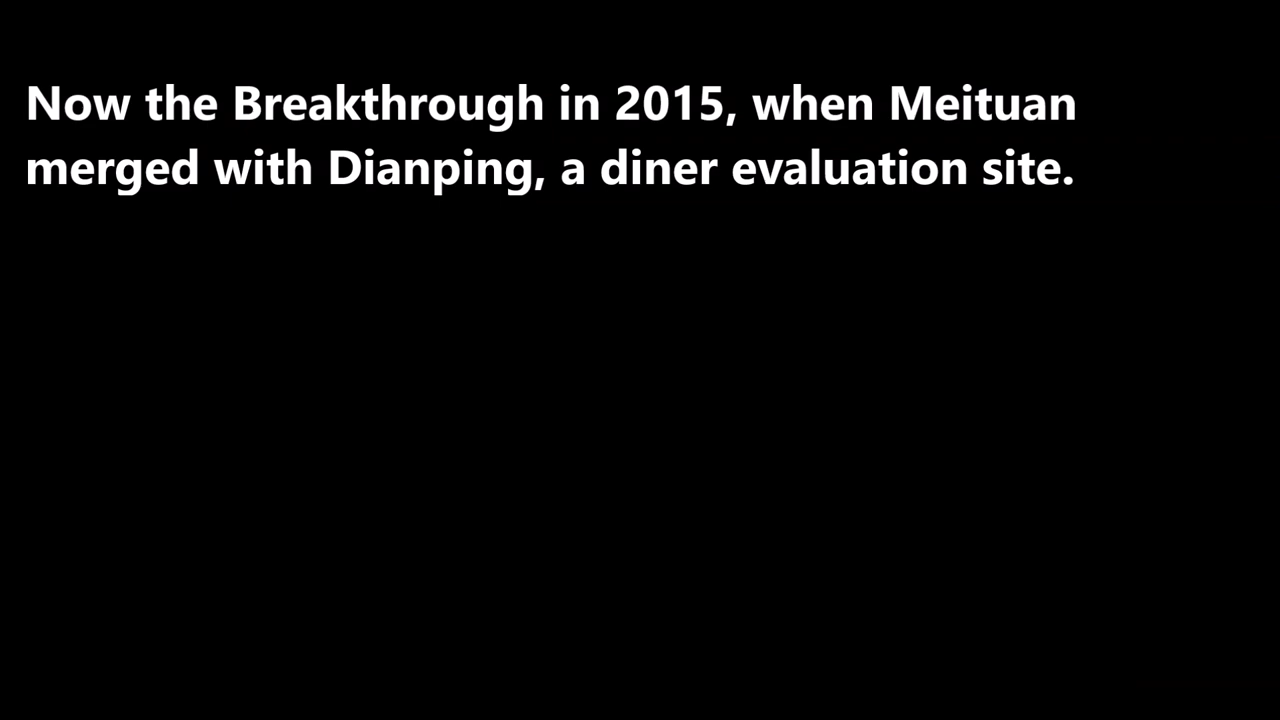 Now the Breakthrough in 2015, when Meituan
merged with Dianping, a diner evaluation site.